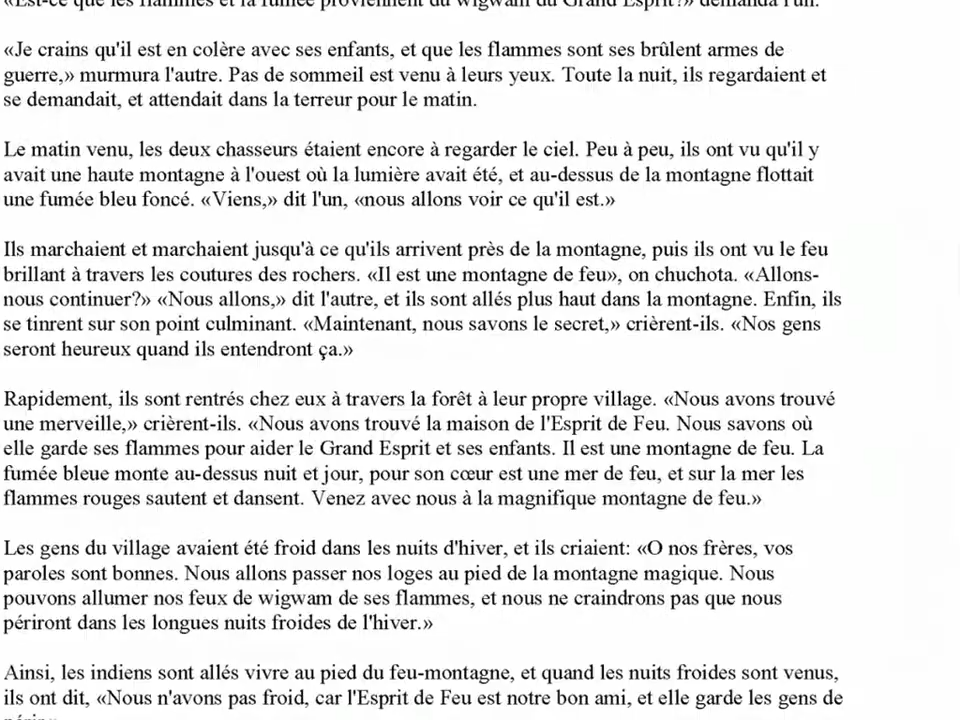 «Est-ce que les flammes et la fumée proviennent du wigwam du Grand Esprit?» demanda l'un.
«Je crains qu'il est en colère avec ses enfants, et que les flammes sont ses brûlent armes de
guerre,» murmura l'autre. Pas de sommeil est venu à leurs yeux. Toute la nuit, ils regardaient et
se demandait, et attendait dans la terreur pour le matin.
Le matin venu, les deux chasseurs étaient encore à regarder le ciel. Peu à peu, ils ont vu qu'il y
avait une haute montagne à l'ouest où la lumière avait été, et au-dessus de la montagne flottait
une fumée bleu foncé. «Viens,» dit l'un, «nous allons voir ce qu'il est.»
Ils marchaient et marchaient jusqu'à ce qu'ils arrivent près de la montagne, puis ils ont vu le feu
brillant à travers les coutures des rochers. «Il est une montagne de feu», on chuchota. «Allons-
nous continuer?» «Nous allons,» dit l'autre, et ils sont allés plus haut dans la montagne. Enfin, ils
se tinrent sur son point culminant. «Maintenant, nous savons le secret,» crièrent-ils. «Nos gens
seront heureux quand ils entendront ça.»
Rapidement, ils sont rentrés chez eux à travers la forêt à leur propre village. «Nous avons trouvé
une merveille,» crièrent-ils. «Nous avons trouvé la maison de l'Esprit de Feu. Nous savons où
elle garde ses flammes pour aider le Grand Esprit et ses enfants. Il est une montagne de feu. La
fumée bleue monte au-dessus nuit et jour, pour son cœur est une mer de feu, et sur la mer les
flammes rouges sautent et dansent. Venez avec nous à la magnifique montagne de feu.»
Les gens du village avaient été froid dans les nuits d'hiver, et ils criaient: «O nos frères, vos
paroles sont bonnes. Nous allons passer nos loges au pied de la montagne magique. Nous
pouvons allumer nos feux de wigwam de ses flammes, et nous ne craindrons pas que nous
périront dans les longues nuits froides de l'hiver.»
Ainsi, les indiens sont allés vivre au pied du feu-montagne, et quand les nuits froides sont venus,
ils ont dit, «Nous n'avons pas froid, car l'Esprit de Feu est notre bon ami, et elle garde les gens de